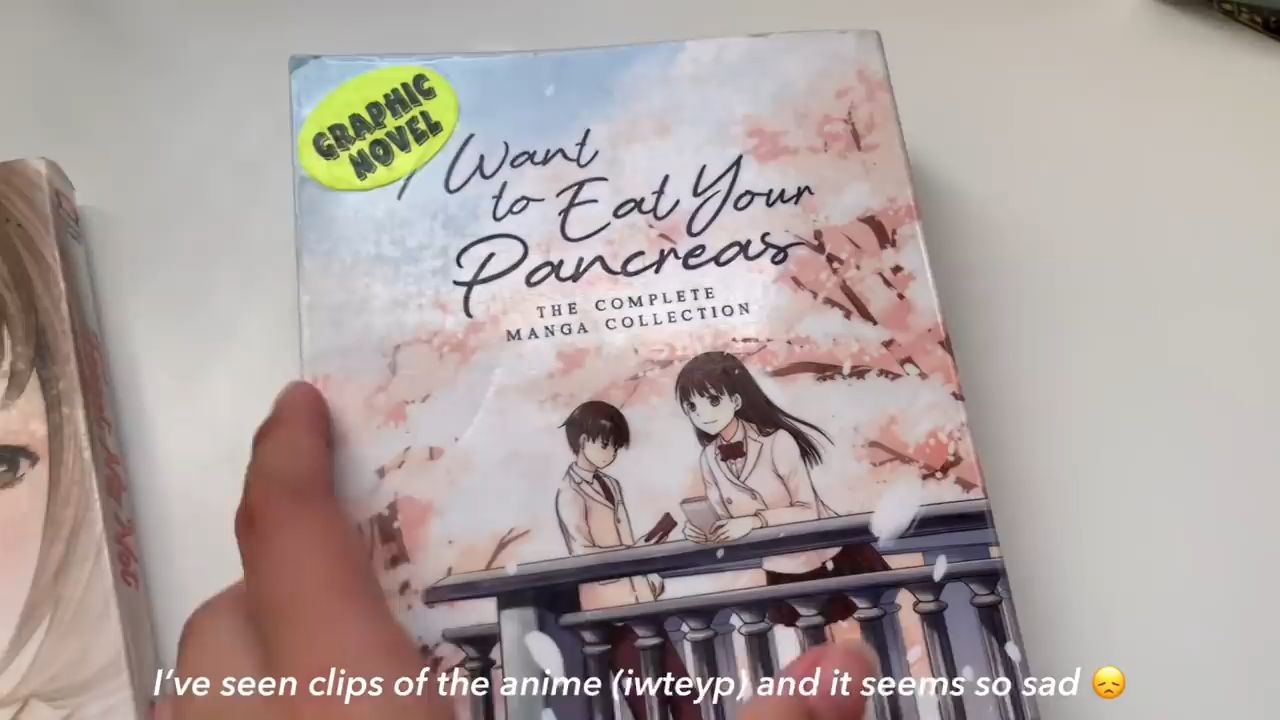 GRAPHIC
NOVEL
I Want
to Eat Your
Pancreas
THE COMPLETE
MANGA COLLECTION
I've seen clips of the anime (iwteyp) and it seems so sad 😞